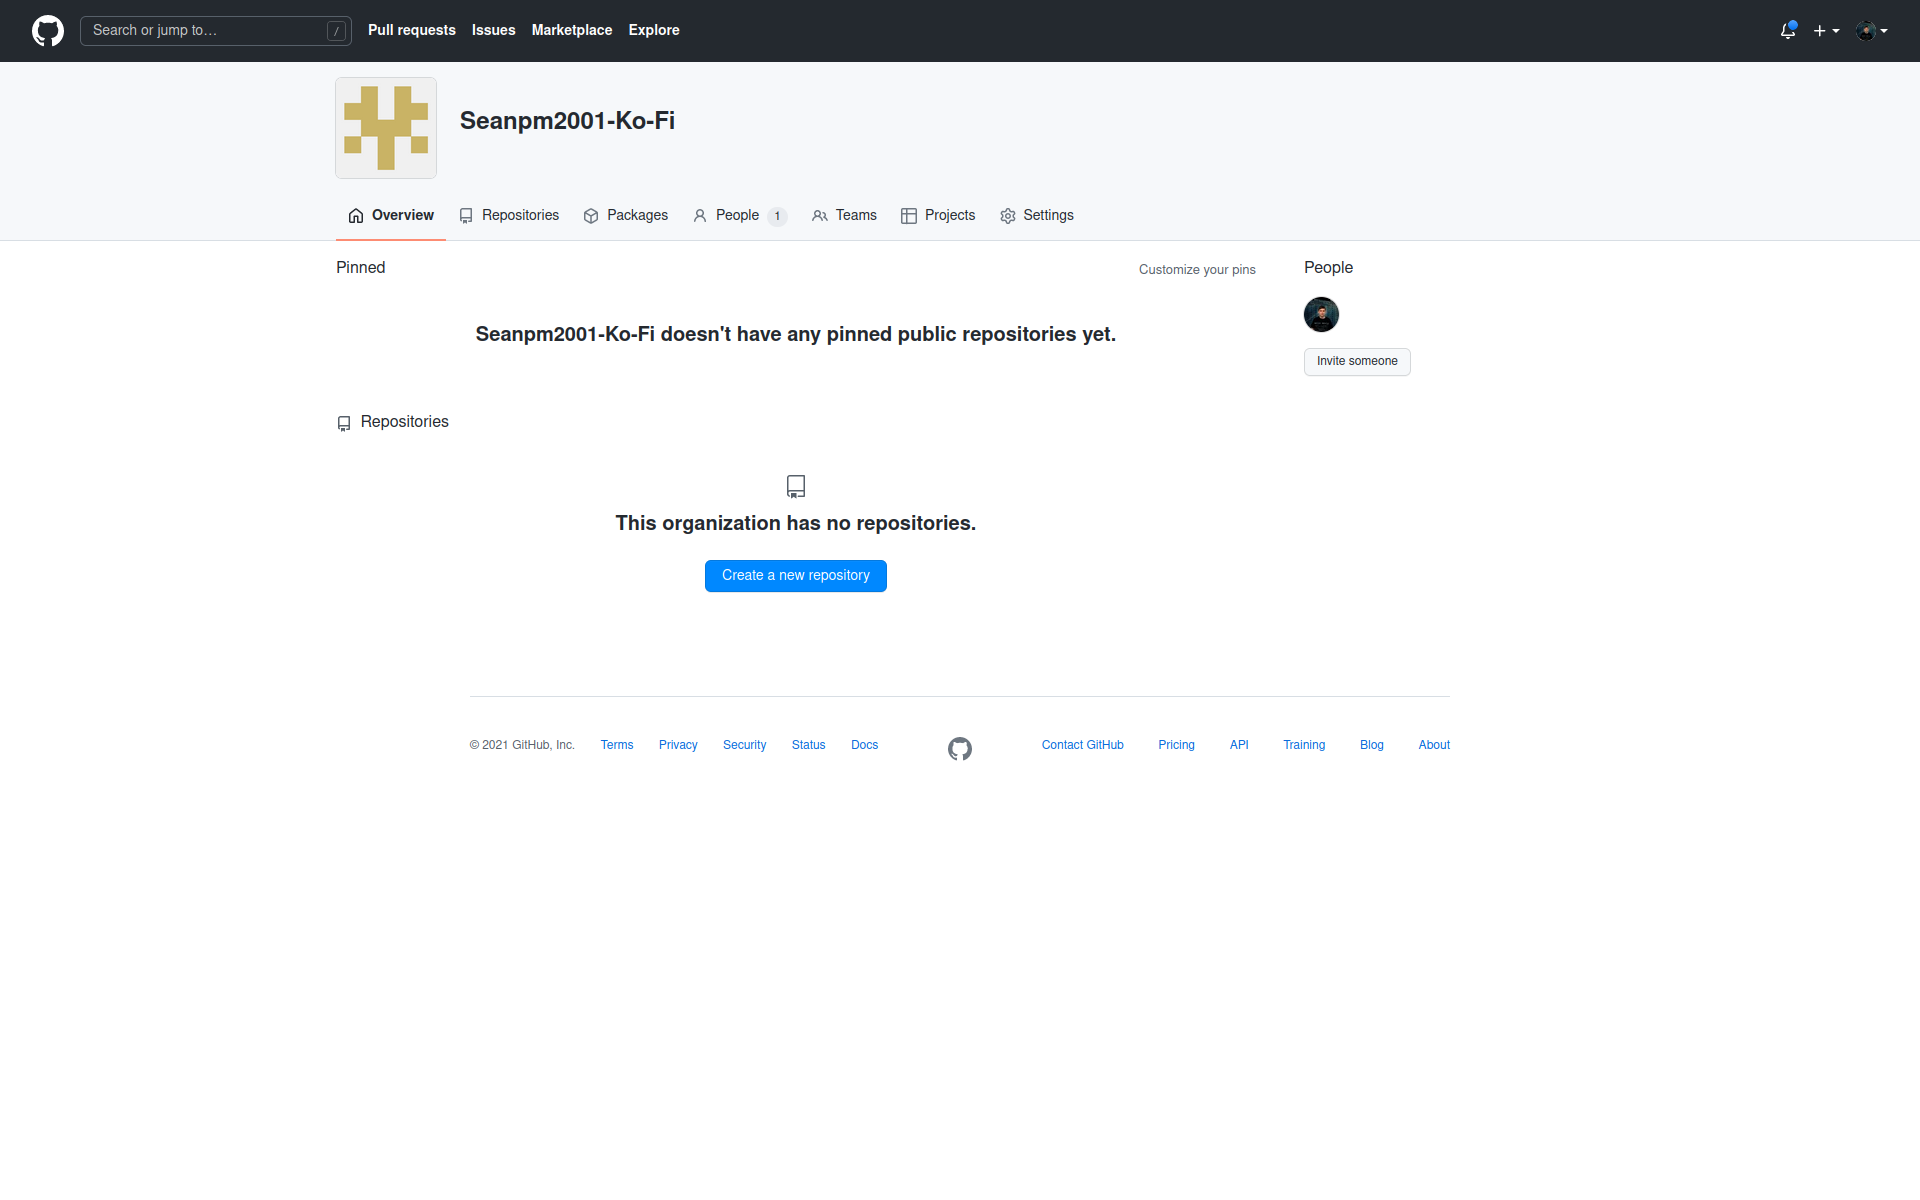 Search or jump to… /
Pull requests Issues Marketplace Explore
Seanpm2001-Ko-Fi
Overview Repositories Packages People 1 Teams Projects Settings
Pinned
Customize your pins
Seanpm2001-Ko-Fi doesn't have any pinned public repositories yet.
Repositories
This organization has no repositories.
Create a new repository
People
Invite someone
© 2021 GitHub, Inc. Terms Privacy Security Status Docs Contact GitHub Pricing API Training Blog About